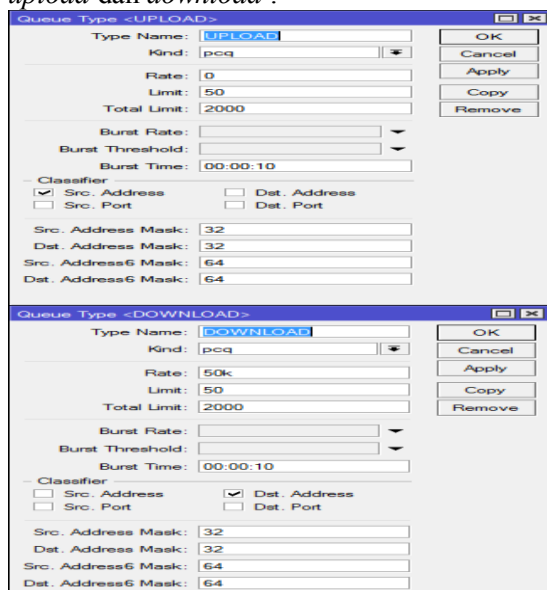 upload dan download :
Queue Type <UPLOAD>
Type Name: UPLOAD
OK
Kind: pcq
Cancel
Rate: 0
Apply
Limit: 50
Copy
Total Limit: 2000
Remove
Burst Rate:
Burst Threshold:
Burst Time: 00:00:10
Classifier
Src. Address Dst. Address
Src. Port Dst. Port
Src. Address Mask: 32
Dst. Address Mask: 32
Src. Address6 Mask: 64
Dst. Address6 Mask: 64
Queue Type <DOWNLOAD>
Type Name: DOWNLOAD
OK
Kind: pcq
Cancel
Rate: 50k
Apply
Limit: 50
Copy
Total Limit: 2000
Remove
Burst Rate:
Burst Threshold:
Burst Time: 00:00:10
Classifier
Src. Address Dst. Address
Src. Port Dst. Port
Src. Address Mask: 32
Dst. Address Mask: 32
Src. Address6 Mask: 64
Dst. Address6 Mask: 64